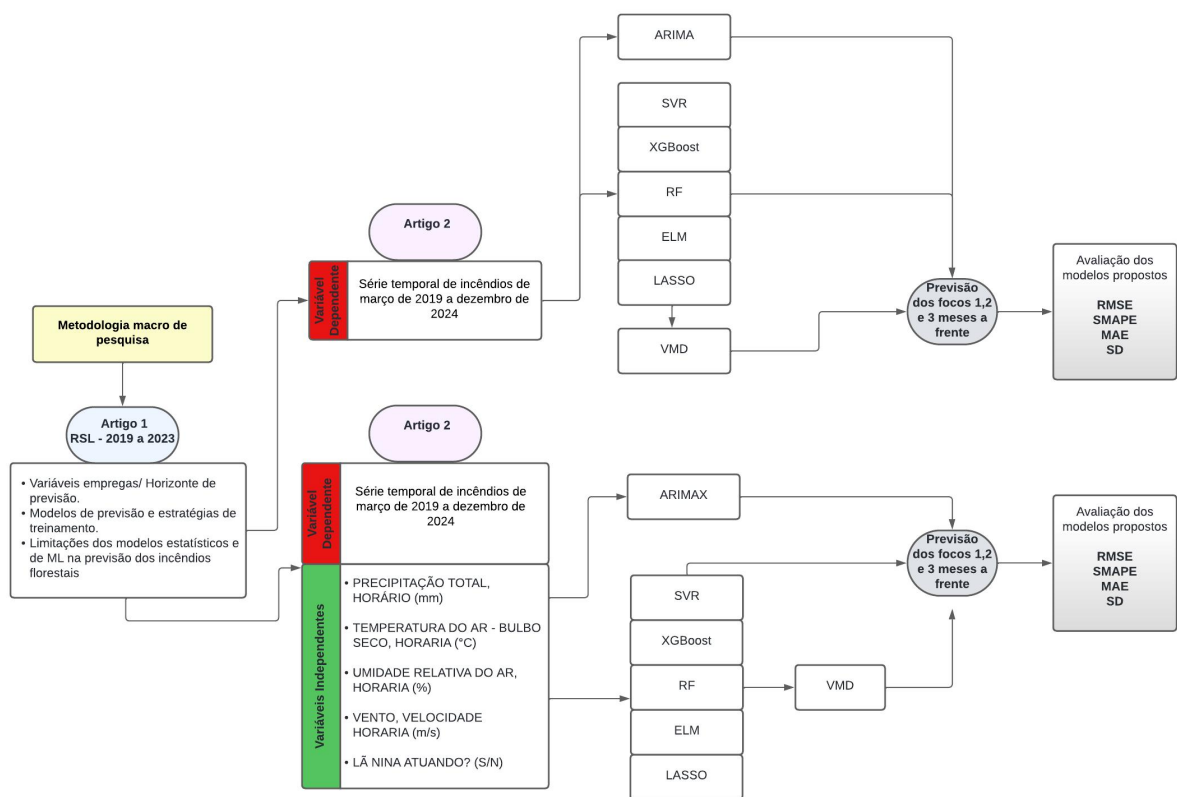 Metodologia macro de
pesquisa
Artigo 1
RSL - 2019 a 2023
• Variáveis empregas/ Horizonte de
previsão.
• Modelos de previsão e estratégias de
treinamento.
• Limitações dos modelos estatísticos e
de ML na previsão dos incêndios
florestais
Artigo 2
Variável
Dependente
Série temporal de incêndios de
março de 2019 a dezembro de
2024
ARIMA
SVR
XGBoost
RF
ELM
LASSO
VMD
Previsão
dos focos 1,2
e 3 meses a
frente
Avaliação dos
modelos propostos
RMSE
SMAPE
MAE
SD
Artigo 2
Variável
Dependente
Série temporal de incêndios de
março de 2019 a dezembro de
2024
Variáveis Independentes
• PRECIPITAÇÃO TOTAL,
HORÁRIO (mm)
• TEMPERATURA DO AR - BULBO
SECO, HORARIA (°C)
• UMIDADE RELATIVA DO AR,
HORARIA (%)
• VENTO, VELOCIDADE
HORARIA (m/s)
• LÃ NINA ATUANDO? (S/N)
ARIMAX
SVR
XGBoost
RF
ELM
LASSO
VMD
Previsão
dos focos 1,2
e 3 meses a
frente
Avaliação dos
modelos propostos
RMSE
SMAPE
MAE
SD